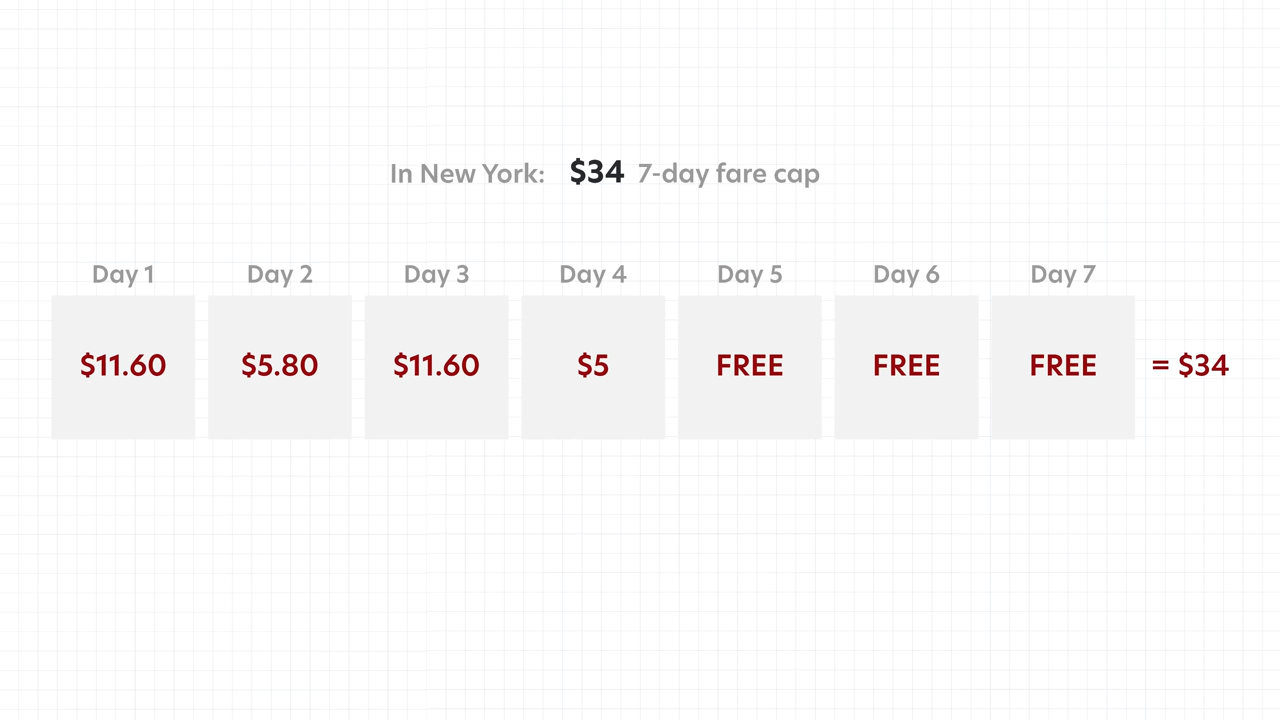 In New York: $34 7-day fare cap
Day 1 Day 2 Day 3 Day 4 Day 5 Day 6 Day 7
$11.60 $5.80 $11.60 $5 FREE FREE FREE = $34